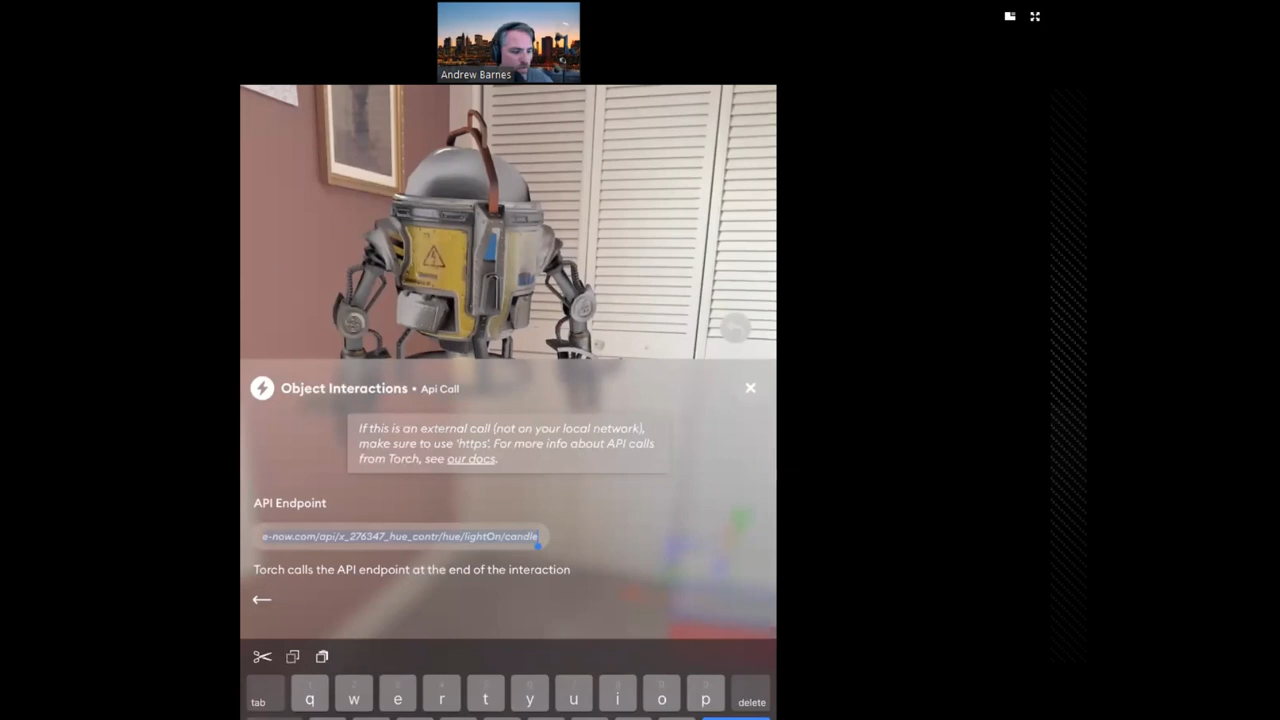 Andrew Barnes
Object Interactions • Api Call
If this is an external call (not on your local network),
make sure to use 'https'. For more info about API calls
from Torch, see our docs.
API Endpoint
e-now.com/api/x_276347_hue_contr/hue/lightOn/candle
Torch calls the API endpoint at the end of the interaction
tab q w e r t y u i o p delete